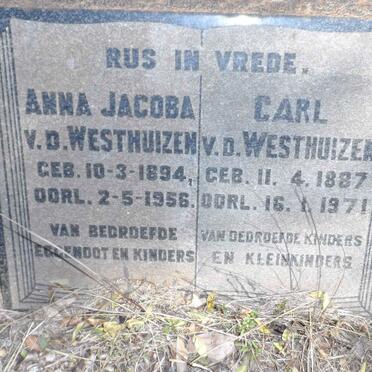 RUS IN VREDE.
ANNA JACOBA
V.D. WESTHUIZEN
GEB. 10-3-1894,
OORL. 2-5-1956.
VAN BEDROEFDE
EGGENOOT EN KINDERS
CARL
V.D. WESTHUIZEN
GEB. 11. 4. 1887
OORL. 16. 1. 1971
VAN BEDROEFDE KINDERS
EN KLEINKINDERS